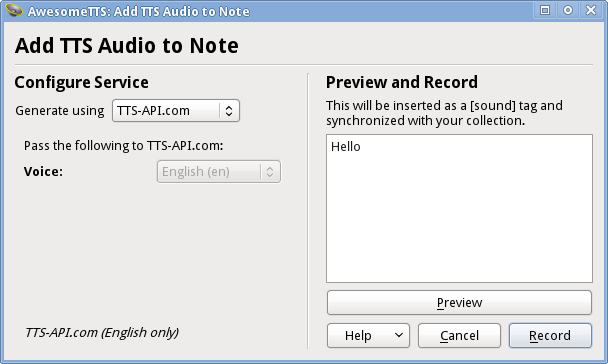 AwesomeTTS: Add TTS Audio to Note
Add TTS Audio to Note
Configure Service
Generate using TTS-API.com
Pass the following to TTS-API.com:
Voice: English (en)
TTS-API.com (English only)
Preview and Record
This will be inserted as a [sound] tag and
synchronized with your collection.
Hello
Preview
Help Cancel Record